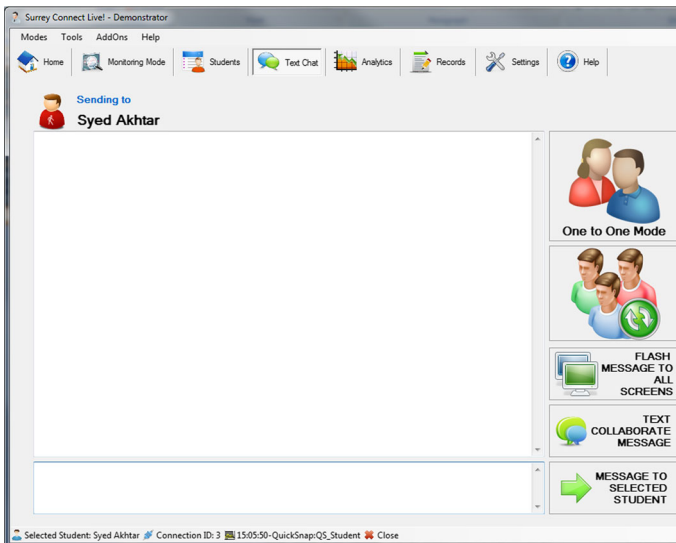 Surrey Connect Live! - Demonstrator
Modes Tools AddOns Help
Home Monitoring Mode Students Text Chat Analytics Records Settings Help
Sending to
Syed Akhtar
One to One Mode
FLASH
MESSAGE TO
ALL
SCREENS
TEXT
COLLABORATE
MESSAGE
MESSAGE TO
SELECTED
STUDENT
Selected Student: Syed Akhtar Connection ID: 3 15:05:50-QuickSnap:QS_Student Close